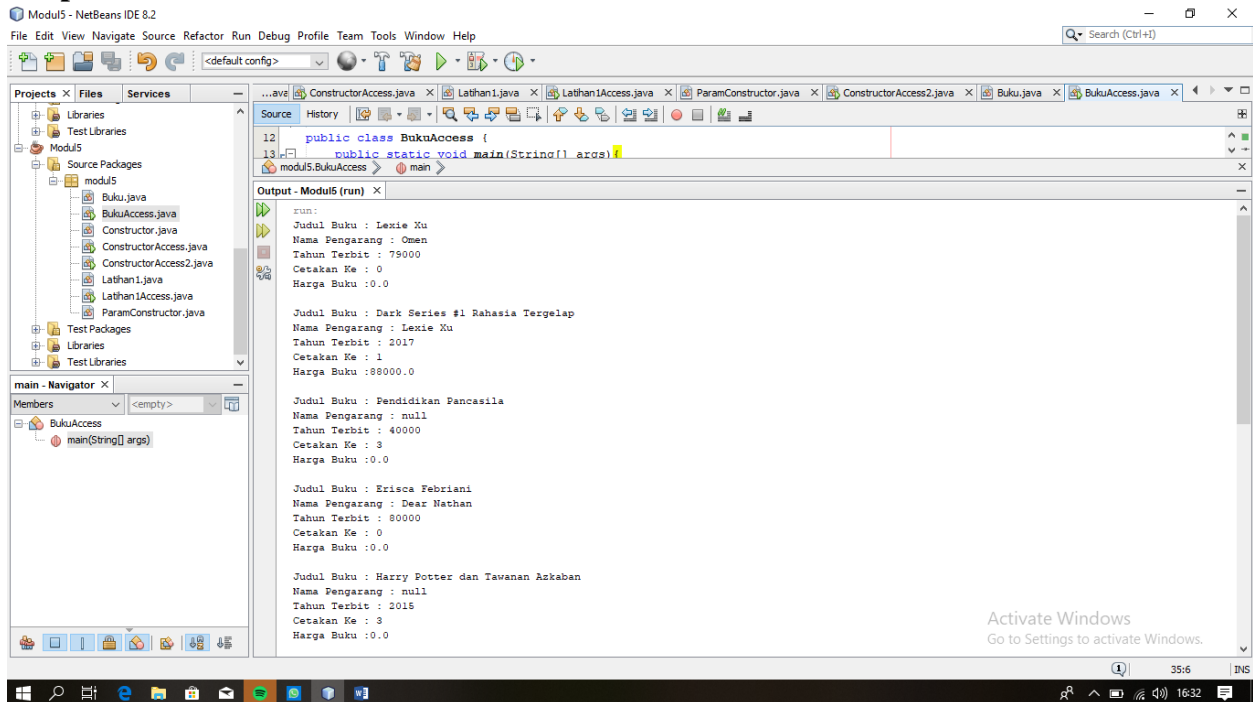 Modul5 - NetBeans IDE 8.2
File Edit View Navigate Source Refactor Run Debug Profile Team Tools Window Help
Search (Ctrl+I)
<default config>
Projects Files Services
Libraries
Test Libraries
Modul5
Source Packages
modul5
Buku.java
BukuAccess.java
Constructor.java
ConstructorAccess.java
ConstructorAccess2.java
Latihan1.java
Latihan1Access.java
ParamConstructor.java
Test Packages
Libraries
Test Libraries
main - Navigator
Members <empty>
BukuAccess
main(String[] args)
...ava ConstructorAccess.java Latihan1.java Latihan1Access.java ParamConstructor.java ConstructorAccess2.java Buku.java BukuAccess.java
Source History
12 public class BukuAccess {
13 public static void main(String[] args){
modul5.BukuAccess main
Output - Modul5 (run)
run:
Judul Buku : Lexie Xu
Nama Pengarang : Omen
Tahun Terbit : 79000
Cetakan Ke : 0
Harga Buku :0.0
Judul Buku : Dark Series #1 Rahasia Tergelap
Nama Pengarang : Lexie Xu
Tahun Terbit : 2017
Cetakan Ke : 1
Harga Buku :88000.0
Judul Buku : Pendidikan Pancasila
Nama Pengarang : null
Tahun Terbit : 40000
Cetakan Ke : 3
Harga Buku :0.0
Judul Buku : Erisca Febriani
Nama Pengarang : Dear Nathan
Tahun Terbit : 80000
Cetakan Ke : 0
Harga Buku :0.0
Judul Buku : Harry Potter dan Tawanan Azkaban
Nama Pengarang : null
Tahun Terbit : 2015
Cetakan Ke : 3
Harga Buku :0.0
Activate Windows
Go to Settings to activate Windows.
1 35:6 INS
16:32